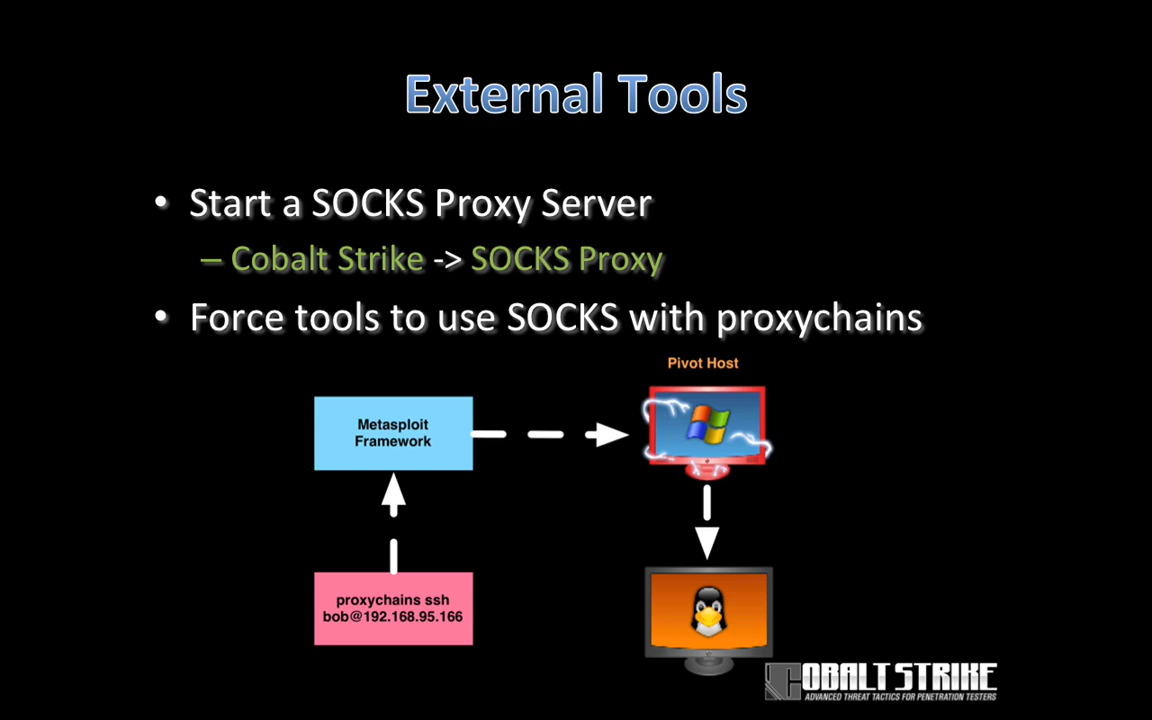 External Tools
• Start a SOCKS Proxy Server
– Cobalt Strike -> SOCKS Proxy
• Force tools to use SOCKS with proxychains
Pivot Host
Metasploit
Framework
proxychains ssh
bob@192.168.95.166
COBALT STRIKE
ADVANCED THREAT TACTICS FOR PENETRATION TESTERS